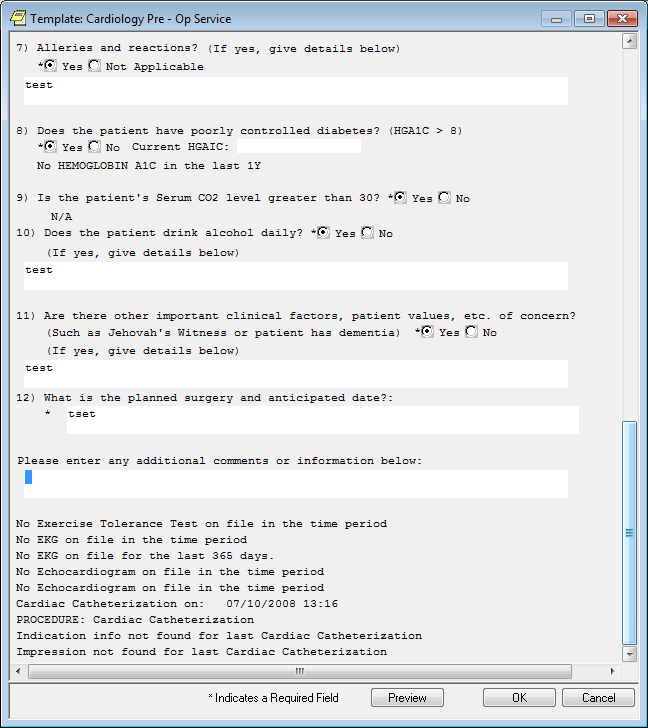 Template: Cardiology Pre - Op Service
7) Alleries and reactions? (If yes, give details below)
* Yes Not Applicable
test
8) Does the patient have poorly controlled diabetes? (HGA1C > 8)
* Yes No Current HGAIC:
No HEMOGLOBIN A1C in the last 1Y
9) Is the patient's Serum CO2 level greater than 30? * Yes No
N/A
10) Does the patient drink alcohol daily? * Yes No
(If yes, give details below)
test
11) Are there other important clinical factors, patient values, etc. of concern?
(Such as Jehovah's Witness or patient has dementia) * Yes No
(If yes, give details below)
test
12) What is the planned surgery and anticipated date?:
* tset
Please enter any additional comments or information below:
No Exercise Tolerance Test on file in the time period
No EKG on file in the time period
No EKG on file for the last 365 days.
No Echocardiogram on file in the time period
No Echocardiogram on file in the time period
Cardiac Catheterization on: 07/10/2008 13:16
PROCEDURE: Cardiac Catheterization
Indication info not found for last Cardiac Catheterization
Impression not found for last Cardiac Catheterization
* Indicates a Required Field Preview OK Cancel